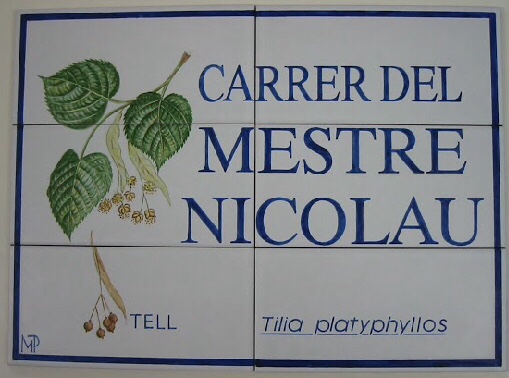 CARRER DEL
MESTRE
NICOLAU
TELL
Tilia platyphyllos
MP